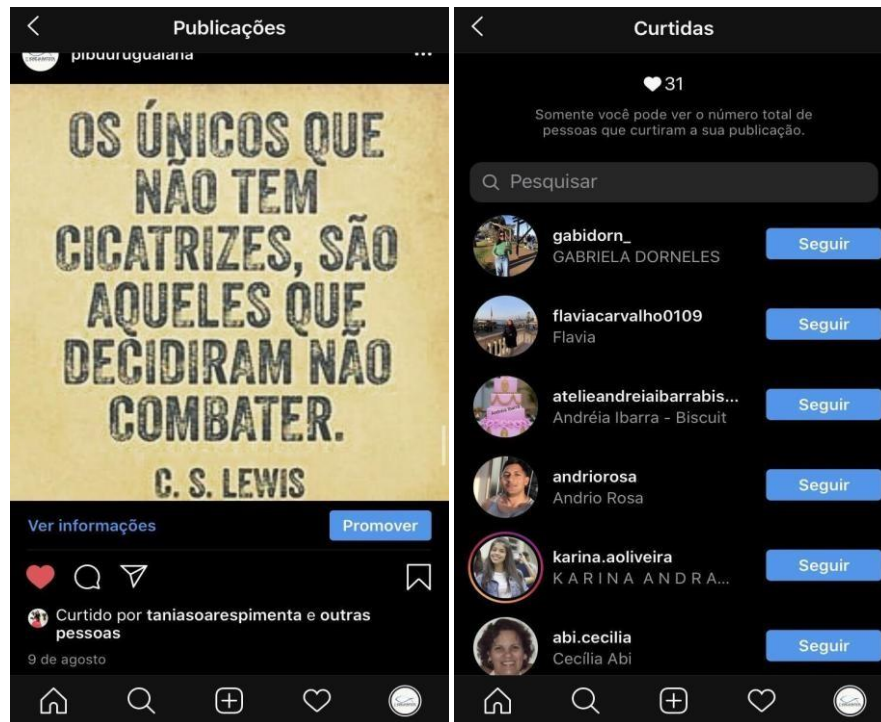 Publicações
pibuuruguaiana
OS ÚNICOS QUE
NÃO TEM
CICATRIZES, SÃO
AQUELES QUE
DECIDIRAM NÃO
COMBATER.
C. S. LEWIS
Ver informações
Promover
Curtido por taniasoarespimenta e outras
pessoas
9 de agosto
Curtidas
31
Somente você pode ver o número total de
pessoas que curtiram a sua publicação.
Pesquisar
gabidorn_
GABRIELA DORNELES
Seguir
flaviacarvalho0109
Flavia
Seguir
atelieandreiaibarrabis...
Andréia Ibarra - Biscuit
Seguir
andriorosa
Andrio Rosa
Seguir
karina.aoliveira
K A R I N A A N D R A...
Seguir
abi.cecilia
Cecília Abi
Seguir